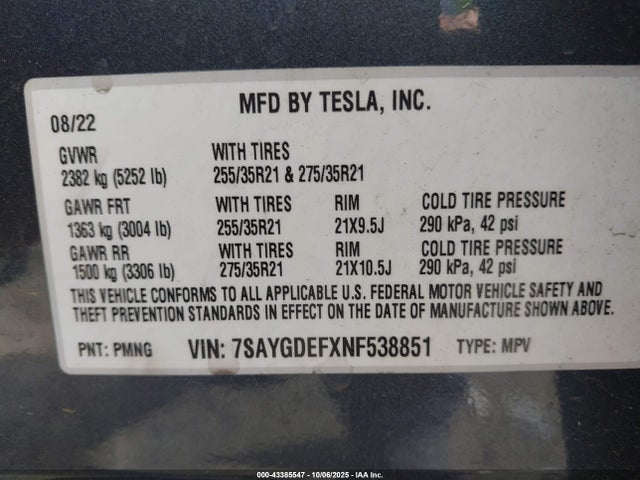 MFD BY TESLA, INC.
08/22
GVWR WITH TIRES
2382 kg (5252 lb) 255/35R21 & 275/35R21
GAWR FRT WITH TIRES RIM COLD TIRE PRESSURE
1363 kg (3004 lb) 255/35R21 21X9.5J 290 kPa, 42 psi
GAWR RR WITH TIRES RIM COLD TIRE PRESSURE
1500 kg (3306 lb) 275/35R21 21X10.5J 290 kPa, 42 psi
THIS VEHICLE CONFORMS TO ALL APPLICABLE U.S. FEDERAL MOTOR VEHICLE SAFETY AND
THEFT PREVENTION STANDARDS IN EFFECT ON THE DATE OF MANUFACTURE SHOWN ABOVE.
PNT: PMNG VIN: 7SAYGDEFXNF538851 TYPE: MPV
000-43385547 - 10/06/2025 - IAA Inc.